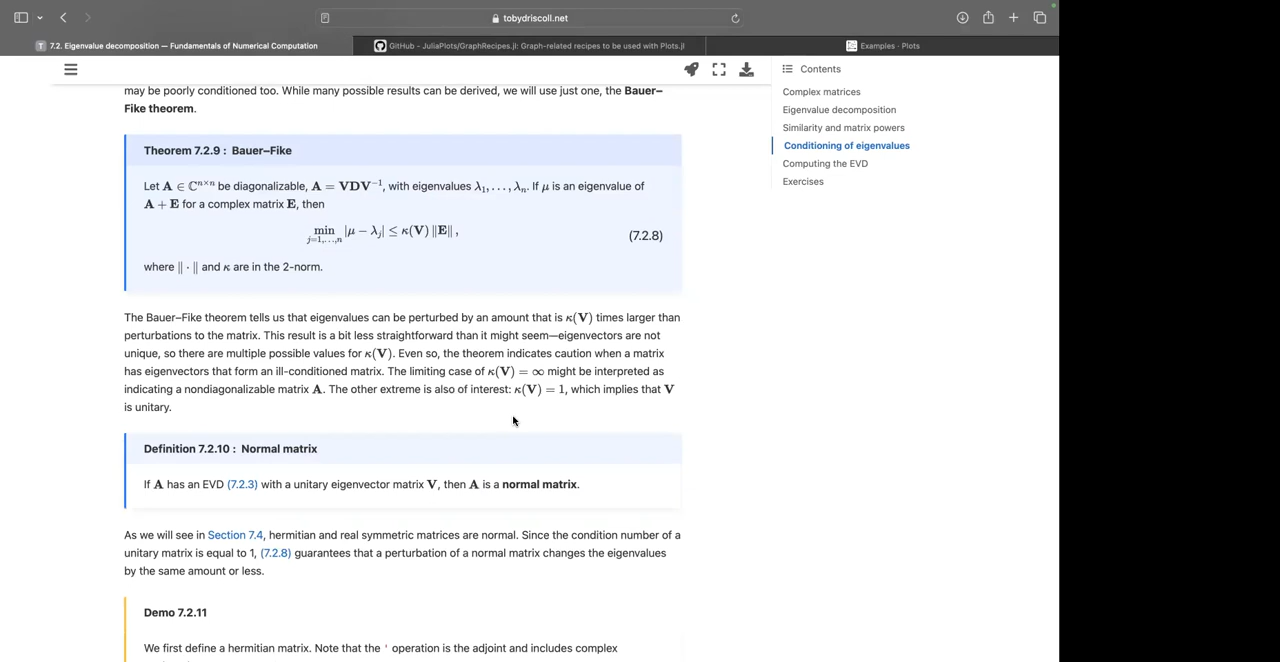 tobydriscoll.net
T 7.2. Eigenvalue decomposition — Fundamentals of Numerical Computation
GitHub - JuliaPlots/GraphRecipes.jl: Graph-related recipes to be used with Plots.jl
Examples · Plots
may be poorly conditioned too. While many possible results can be derived, we will use just one, the Bauer–
Fike theorem.
Theorem 7.2.9 : Bauer–Fike
Let A ∈ ℂⁿˣⁿ be diagonalizable, A = VDV⁻¹, with eigenvalues λ₁, . . . , λₙ. If μ is an eigenvalue of
A + E for a complex matrix E, then
min_{j=1,...,n} |μ − λⱼ| ≤ κ(V) ‖E‖ , (7.2.8)
where ‖ · ‖ and κ are in the 2-norm.
The Bauer–Fike theorem tells us that eigenvalues can be perturbed by an amount that is κ(V) times larger than
perturbations to the matrix. This result is a bit less straightforward than it might seem—eigenvectors are not
unique, so there are multiple possible values for κ(V). Even so, the theorem indicates caution when a matrix
has eigenvectors that form an ill-conditioned matrix. The limiting case of κ(V) = ∞ might be interpreted as
indicating a nondiagonalizable matrix A. The other extreme is also of interest: κ(V) = 1, which implies that V
is unitary.
Definition 7.2.10 : Normal matrix
If A has an EVD (7.2.3) with a unitary eigenvector matrix V, then A is a normal matrix.
As we will see in Section 7.4, hermitian and real symmetric matrices are normal. Since the condition number of a
unitary matrix is equal to 1, (7.2.8) guarantees that a perturbation of a normal matrix changes the eigenvalues
by the same amount or less.
Demo 7.2.11
We first define a hermitian matrix. Note that the ' operation is the adjoint and includes complex
Contents
Complex matrices
Eigenvalue decomposition
Similarity and matrix powers
Conditioning of eigenvalues
Computing the EVD
Exercises